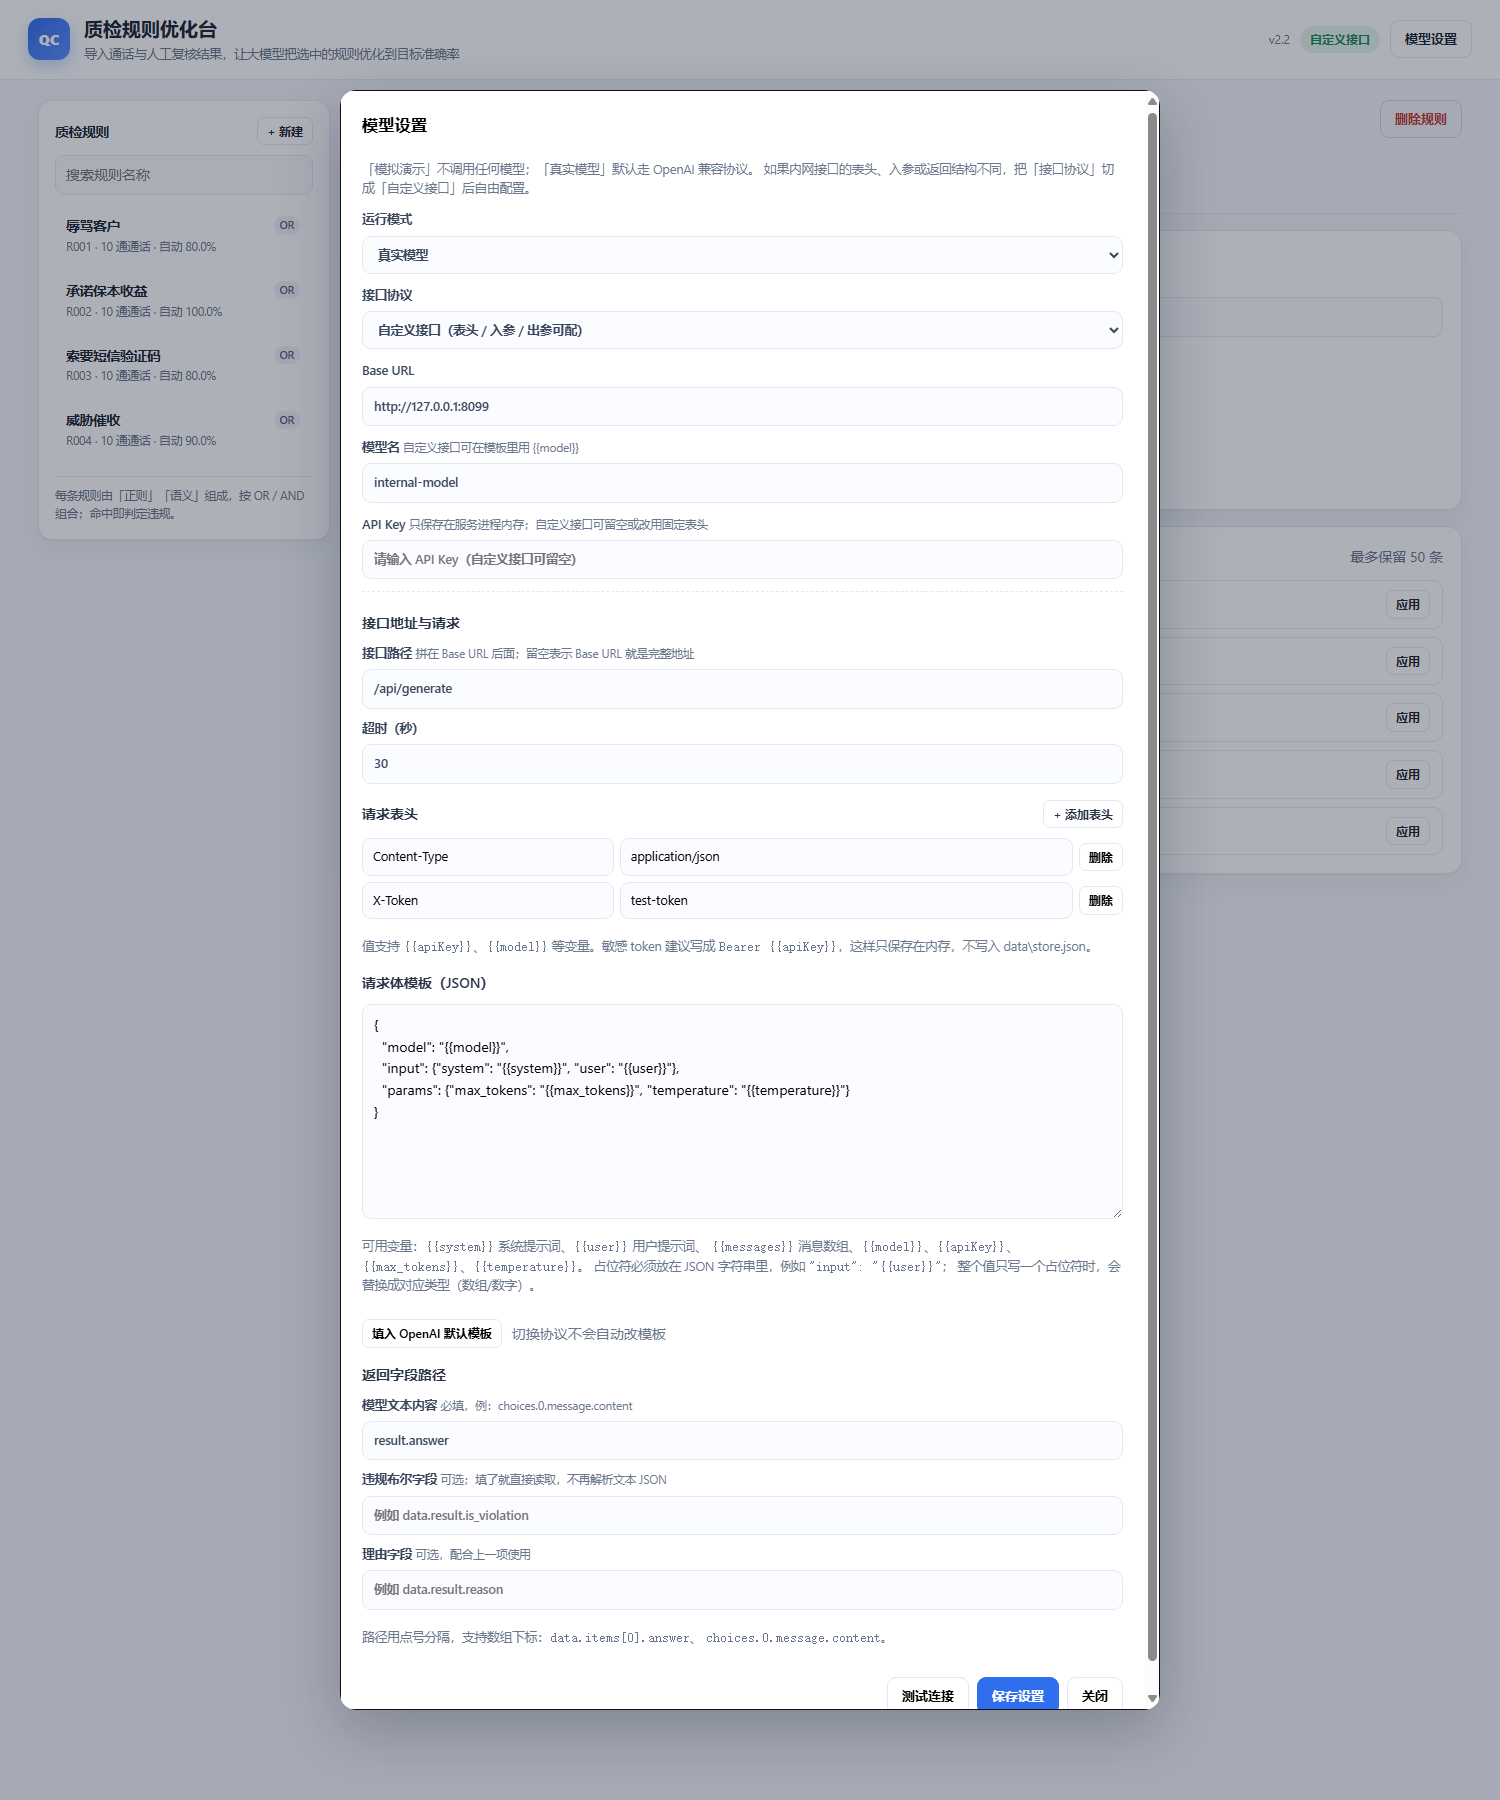 QC
质检规则优化台
导入通话与人工复核结果，让大模型把选中的规则优化到目标准确率
v2.2
自定义接口
模型设置
质检规则
+ 新建
搜索规则名称
辱骂客户
OR
R001 · 10 通通话 · 自动 80.0%
承诺保本收益
OR
R002 · 10 通通话 · 自动 100.0%
索要短信验证码
OR
R003 · 10 通通话 · 自动 80.0%
威胁催收
OR
R004 · 10 通通话 · 自动 90.0%
每条规则由「正则」「语义」组成，按 OR / AND
组合；命中即判定违规。
删除规则
最多保留 50 条
应用
应用
应用
应用
应用
模型设置
「模拟演示」不调用任何模型；「真实模型」默认走 OpenAI 兼容协议。 如果内网接口的表头、入参或返回结构不同，把「接口协议」切
成「自定义接口」后自由配置。
运行模式
真实模型
接口协议
自定义接口（表头 / 入参 / 出参可配）
Base URL
http://127.0.0.1:8099
模型名 自定义接口可在模板里用 {{model}}
internal-model
API Key 只保存在服务进程内存；自定义接口可留空或改用固定表头
请输入 API Key（自定义接口可留空）
接口地址与请求
接口路径 拼在 Base URL 后面；留空表示 Base URL 就是完整地址
/api/generate
超时（秒）
30
请求表头
+ 添加表头
Content-Type
application/json
删除
X-Token
test-token
删除
值支持 {{apiKey}}、{{model}} 等变量。敏感 token 建议写成 Bearer {{apiKey}}，这样只保存在内存，不写入 data\store.json。
请求体模板（JSON）
{
"model": "{{model}}",
"input": {"system": "{{system}}", "user": "{{user}}"},
"params": {"max_tokens": "{{max_tokens}}", "temperature": "{{temperature}}"}
}
可用变量：{{system}} 系统提示词、{{user}} 用户提示词、 {{messages}} 消息数组、{{model}}、{{apiKey}}、
{{max_tokens}}、{{temperature}}。 占位符必须放在 JSON 字符串里，例如 "input": "{{user}}"； 整个值只写一个占位符时，会
替换成对应类型（数组/数字）。
填入 OpenAI 默认模板
切换协议不会自动改模板
返回字段路径
模型文本内容 必填，例：choices.0.message.content
result.answer
违规布尔字段 可选；填了就直接读取，不再解析文本 JSON
例如 data.result.is_violation
理由字段 可选，配合上一项使用
例如 data.result.reason
路径用点号分隔，支持数组下标：data.items[0].answer、 choices.0.message.content。
测试连接
保存设置
关闭